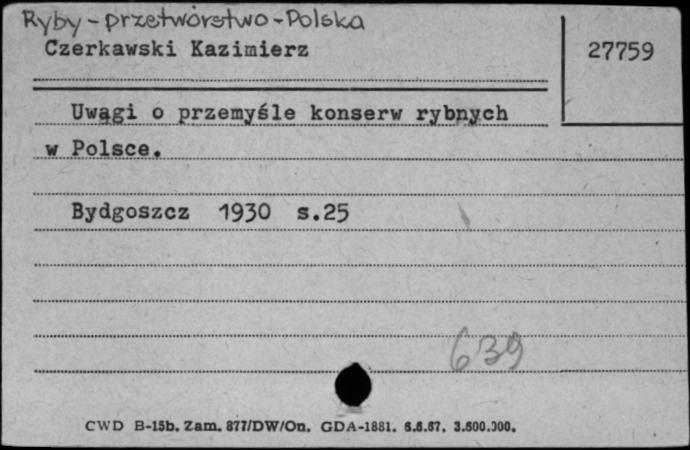 Ryby-przetwórstwo-Polska
Czerkawski Kazimierz
27759
Uwagi o przemyśle konserw rybnych
w Polsce.
Bydgoszcz 1930 s.25
639
CWD B-15b. Zam. 877/DW/On. GDA-1881. 6.6.67. 3.600.000.